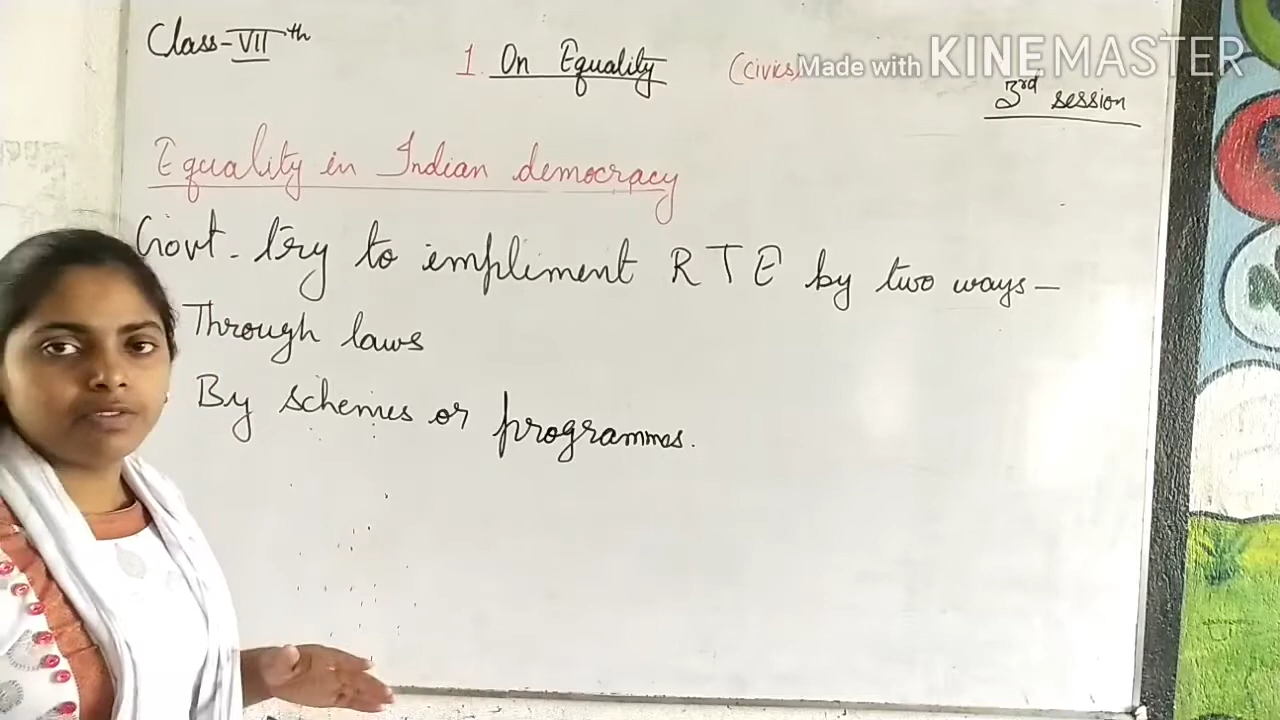 Class-VIIth
1. On Equality (Civics)
Made with KINEMASTER
3rd session
Equality in Indian democracy
Govt. try to impliment RTE by two ways-
Through laws
By schemes or programmes.